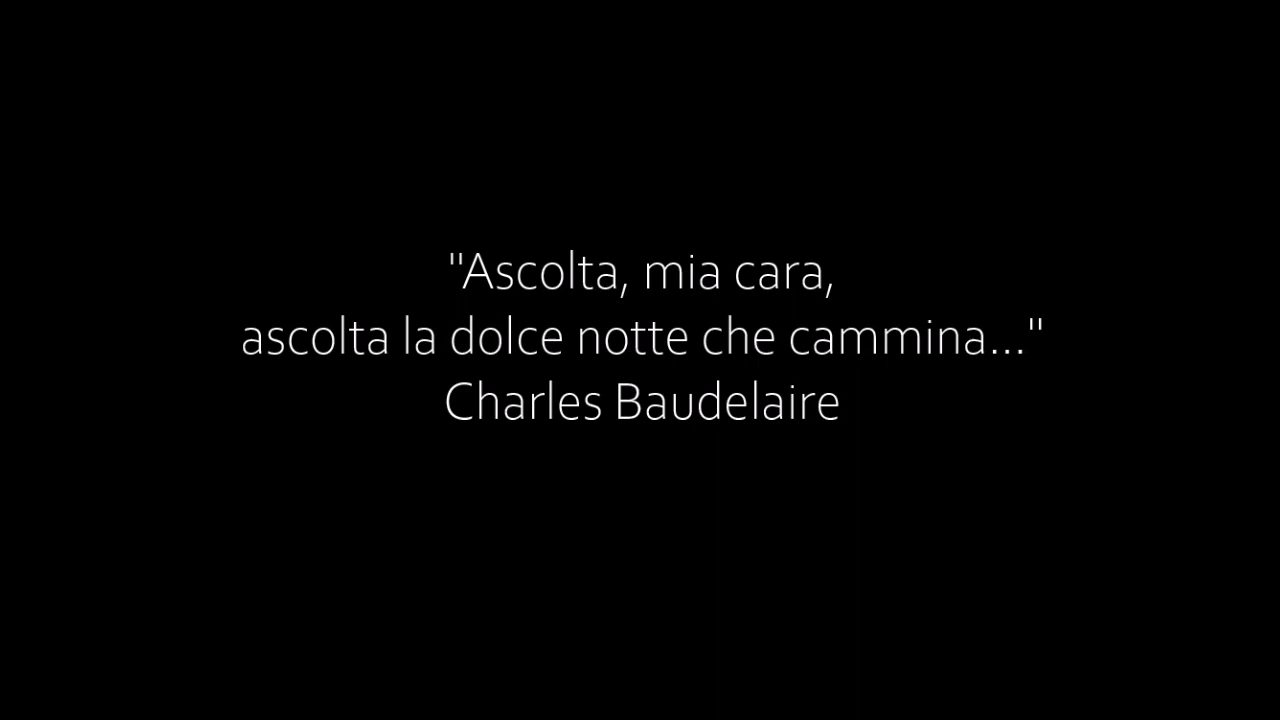 "Ascolta, mia cara,
ascolta la dolce notte che cammina..."
Charles Baudelaire